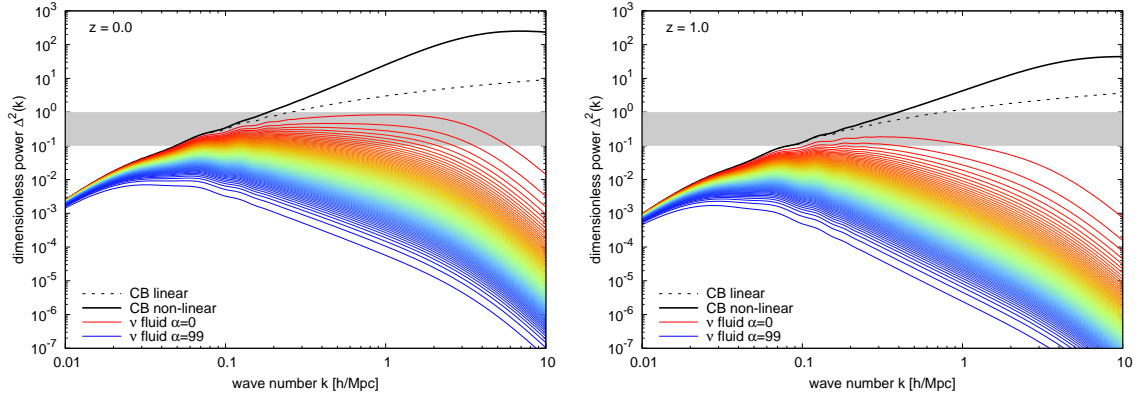 z = 0.0
dimensionless power Δ²(k)
10³
10²
10¹
10⁰
10⁻¹
10⁻²
10⁻³
10⁻⁴
10⁻⁵
10⁻⁶
10⁻⁷
CB linear
CB non-linear
ν fluid α=0
ν fluid α=99
0.01 0.1 1 10
wave number k [h/Mpc]
z = 1.0
dimensionless power Δ²(k)
10³
10²
10¹
10⁰
10⁻¹
10⁻²
10⁻³
10⁻⁴
10⁻⁵
10⁻⁶
10⁻⁷
CB linear
CB non-linear
ν fluid α=0
ν fluid α=99
0.01 0.1 1 10
wave number k [h/Mpc]